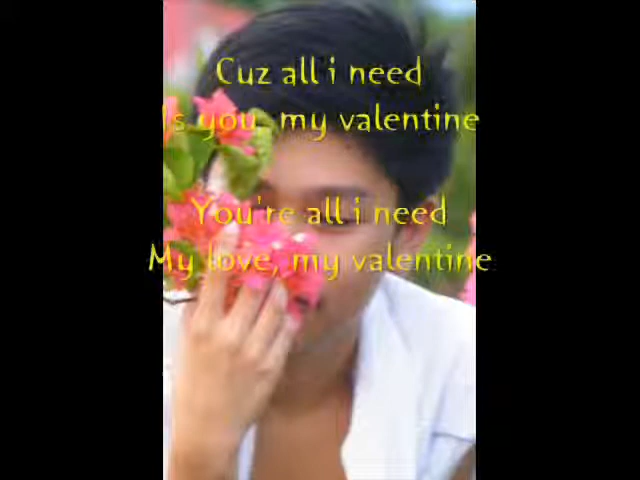 Cuz all i need
Is you, my valentine
You're all i need
My love, my valentine